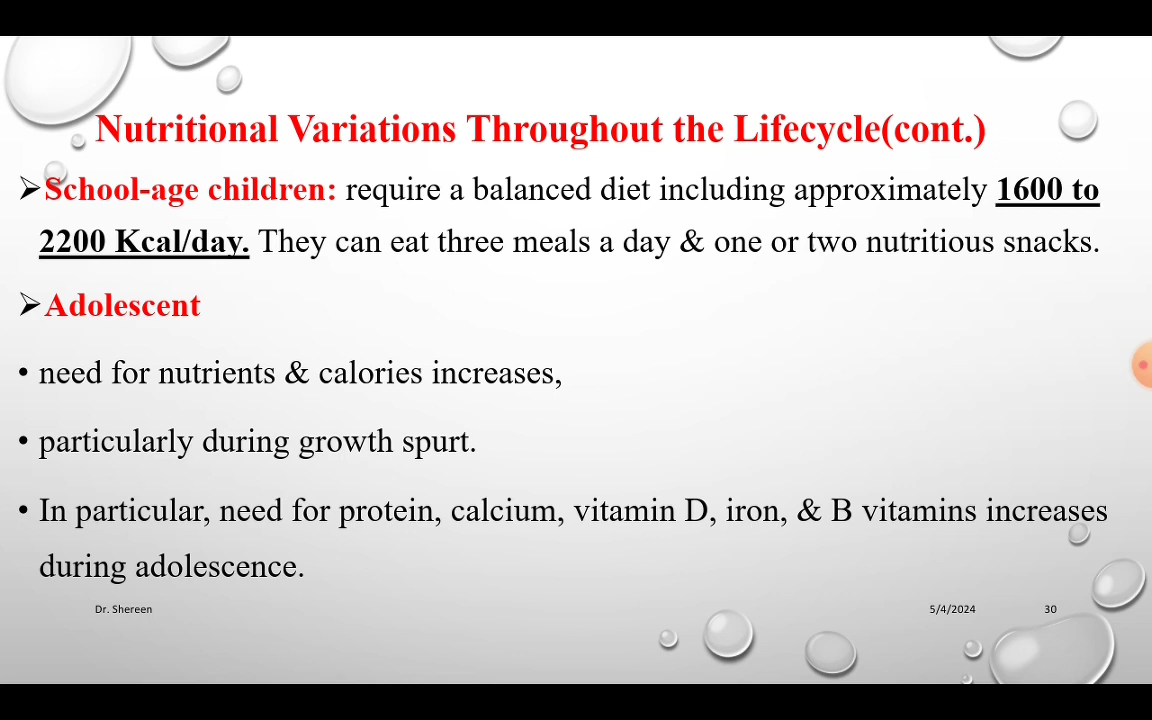 Nutritional Variations Throughout the Lifecycle(cont.)
➢School-age children: require a balanced diet including approximately 1600 to
2200 Kcal/day. They can eat three meals a day & one or two nutritious snacks.
➢Adolescent
• need for nutrients & calories increases,
• particularly during growth spurt.
• In particular, need for protein, calcium, vitamin D, iron, & B vitamins increases
during adolescence.
Dr. Shereen 5/4/2024 30